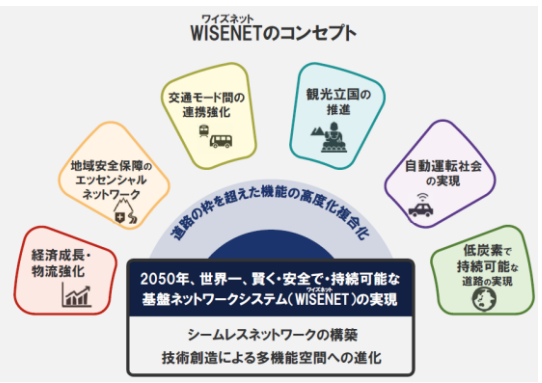 ワイズネット
WISENETのコンセプト
交通モード間の
連携強化
観光立国の
推進
地域安全保障の
エッセンシャル
ネットワーク
自動運転社会
の実現
経済成長・
物流強化
低炭素で
持続可能な
道路の実現
道路の枠を超えた機能の高度化複合化
2050年、世界一、賢く・安全で・持続可能な
ワイズネット
基盤ネットワークシステム(WISENET)の実現
シームレスネットワークの構築
技術創造による多機能空間への進化